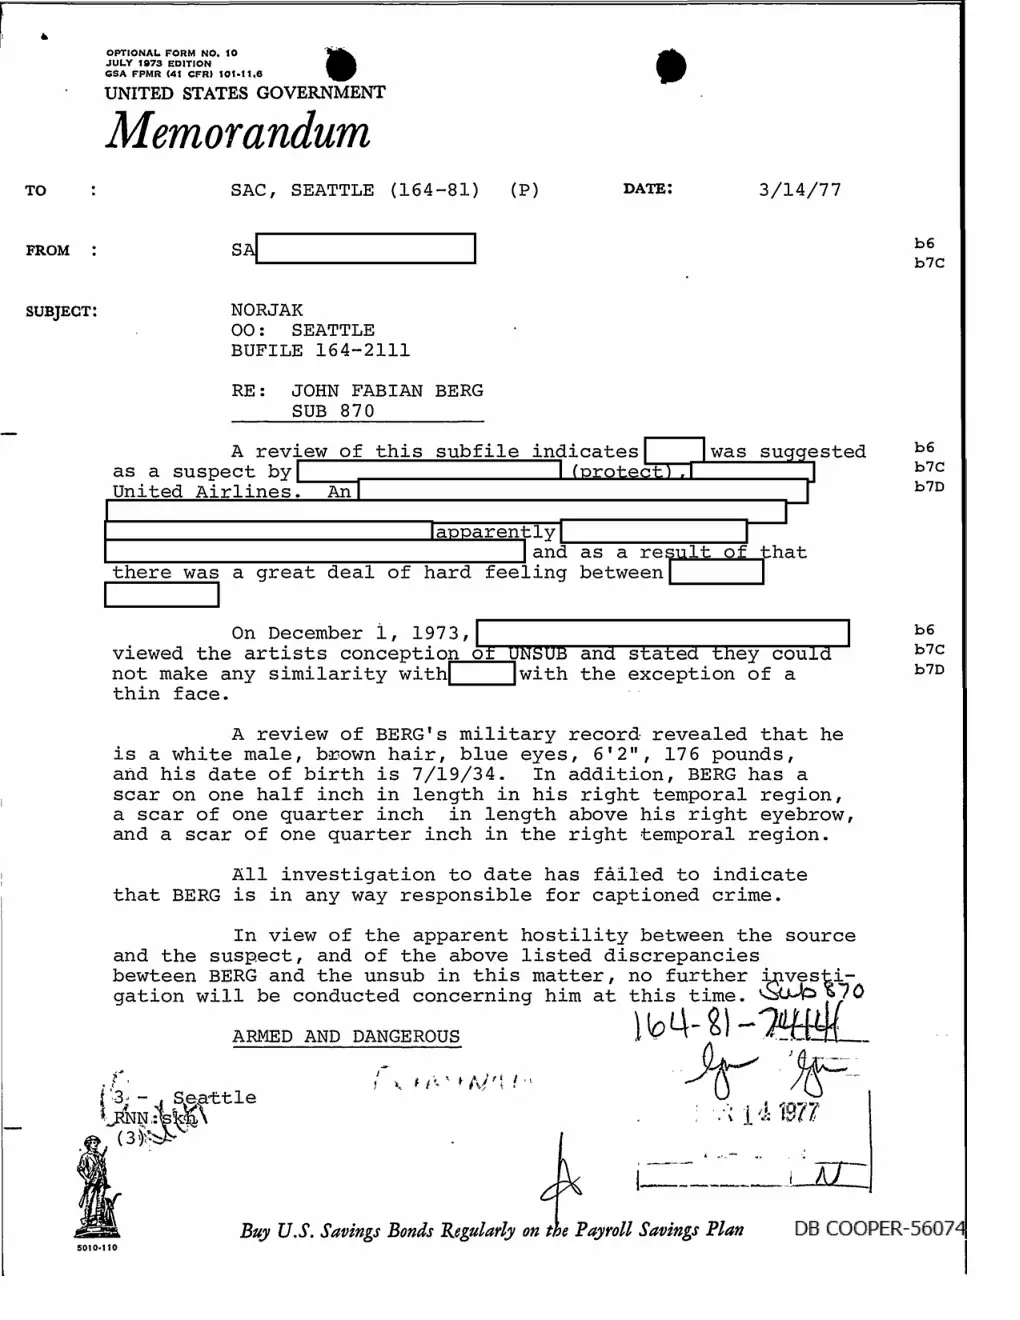 OPTIONAL FORM NO. 10
JULY 1973 EDITION
GSA FPMR (41 CFR) 101-11.6
UNITED STATES GOVERNMENT
Memorandum
TO : SAC, SEATTLE (164-81) (P) DATE: 3/14/77
FROM : SA b6
b7C
SUBJECT: NORJAK
OO: SEATTLE
BUFILE 164-2111
RE: JOHN FABIAN BERG
SUB 870
A review of this subfile indicates was suggested b6
as a suspect by (protect), b7C
United Airlines. An b7D
apparently
and as a result of that
there was a great deal of hard feeling between
On December 1, 1973, b6
viewed the artists conception of UNSUB and stated they could b7C
not make any similarity with with the exception of a b7D
thin face.
A review of BERG's military record revealed that he
is a white male, brown hair, blue eyes, 6'2", 176 pounds,
and his date of birth is 7/19/34. In addition, BERG has a
scar on one half inch in length in his right temporal region,
a scar of one quarter inch in length above his right eyebrow,
and a scar of one quarter inch in the right temporal region.
All investigation to date has failed to indicate
that BERG is in any way responsible for captioned crime.
In view of the apparent hostility between the source
and the suspect, and of the above listed discrepancies
bewteen BERG and the unsub in this matter, no further investi-
gation will be conducted concerning him at this time. Sub 870
164-81-
ARMED AND DANGEROUS
3 - Seattle
RNN:skh
(3)
14 1977
N
Buy U.S. Savings Bonds Regularly on the Payroll Savings Plan
DB COOPER-56074
5010-110